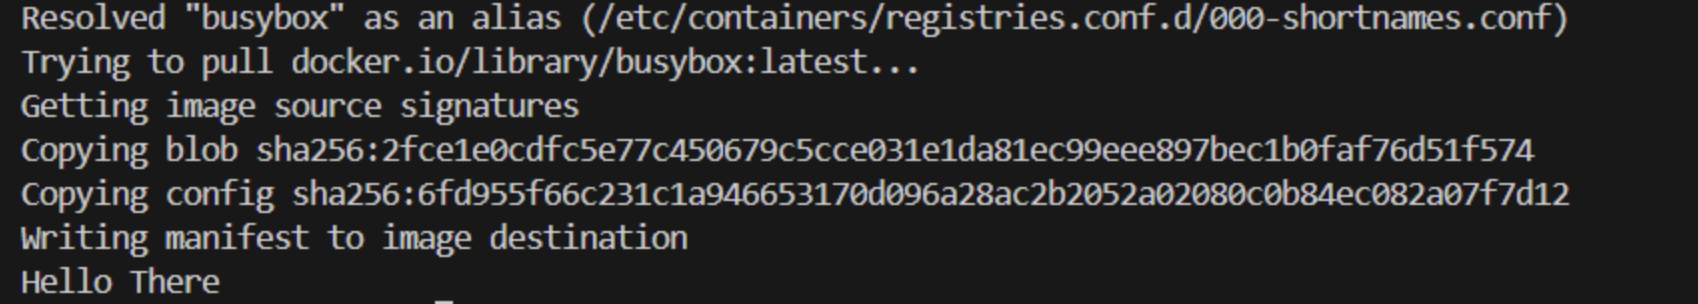 Resolved "busybox" as an alias (/etc/containers/registries.conf.d/000-shortnames.conf)
Trying to pull docker.io/library/busybox:latest...
Getting image source signatures
Copying blob sha256:2fce1e0cdfc5e77c450679c5cce031e1da81ec99eee897bec1b0faf76d51f574
Copying config sha256:6fd955f66c231c1a946653170d096a28ac2b2052a02080c0b84ec082a07f7d12
Writing manifest to image destination
Hello There